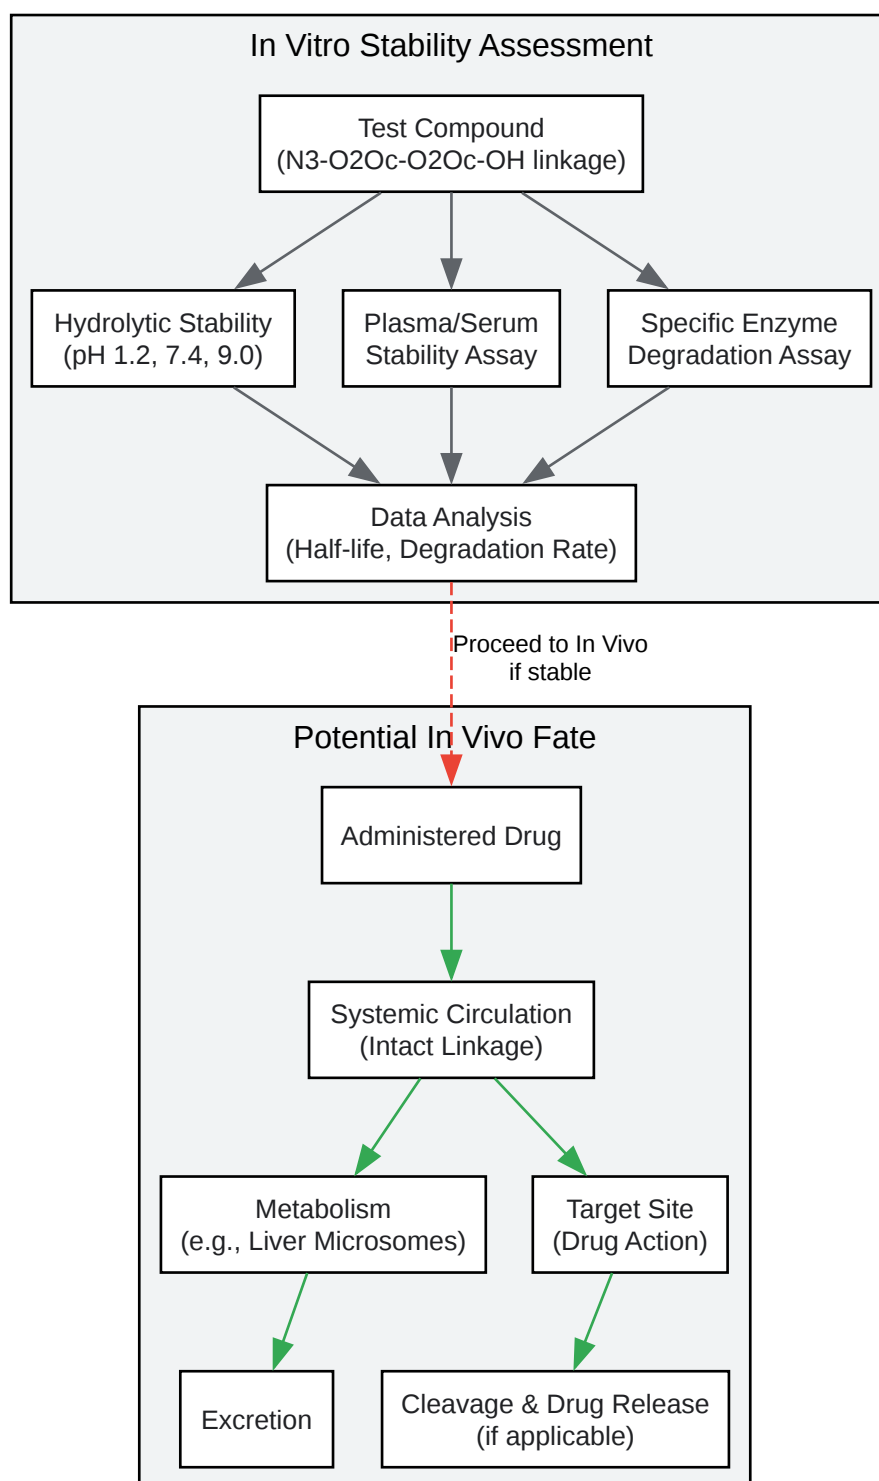 In Vitro Stability Assessment
Test Compound
(N3-O2Oc-O2Oc-OH linkage)
Hydrolytic Stability
(pH 1.2, 7.4, 9.0)
Plasma/Serum
Stability Assay
Specific Enzyme
Degradation Assay
Data Analysis
(Half-life, Degradation Rate)
Proceed to In Vivo
if stable
Potential In Vivo Fate
Administered Drug
Systemic Circulation
(Intact Linkage)
Metabolism
(e.g., Liver Microsomes)
Target Site
(Drug Action)
Excretion
Cleavage & Drug Release
(if applicable)